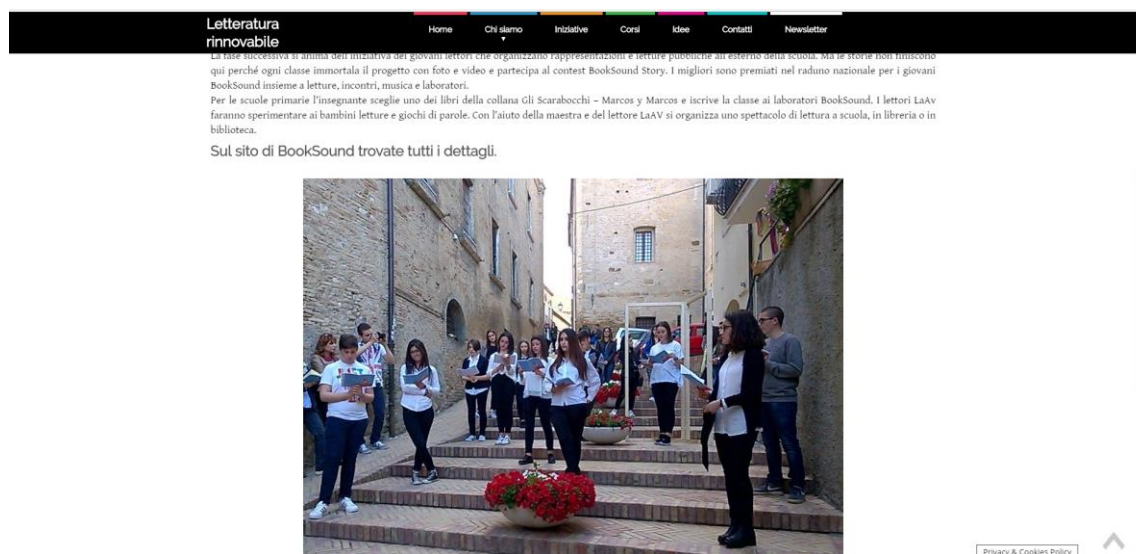 Letteratura
rinnovabile
Home Chi siamo Iniziative Corsi Idee Contatti Newsletter
La fase successiva si anima dell'iniziativa dei giovani lettori che organizzano rappresentazioni e letture pubbliche all'esterno della scuola. Ma le storie non finiscono
qui perché ogni classe immortala il progetto con foto e video e partecipa al contest BookSound Story. I migliori sono premiati nel raduno nazionale per i giovani
BookSound insieme a letture, incontri, musica e laboratori.
Per le scuole primarie l'insegnante sceglie uno dei libri della collana Gli Scarabocchi – Marcos y Marcos e iscrive la classe ai laboratori BookSound. I lettori LaAv
faranno sperimentare ai bambini letture e giochi di parole. Con l'aiuto della maestra e del lettore LaAV si organizza uno spettacolo di lettura a scuola, in libreria o in
biblioteca.
Sul sito di BookSound trovate tutti i dettagli.
Privacy & Cookies Policy